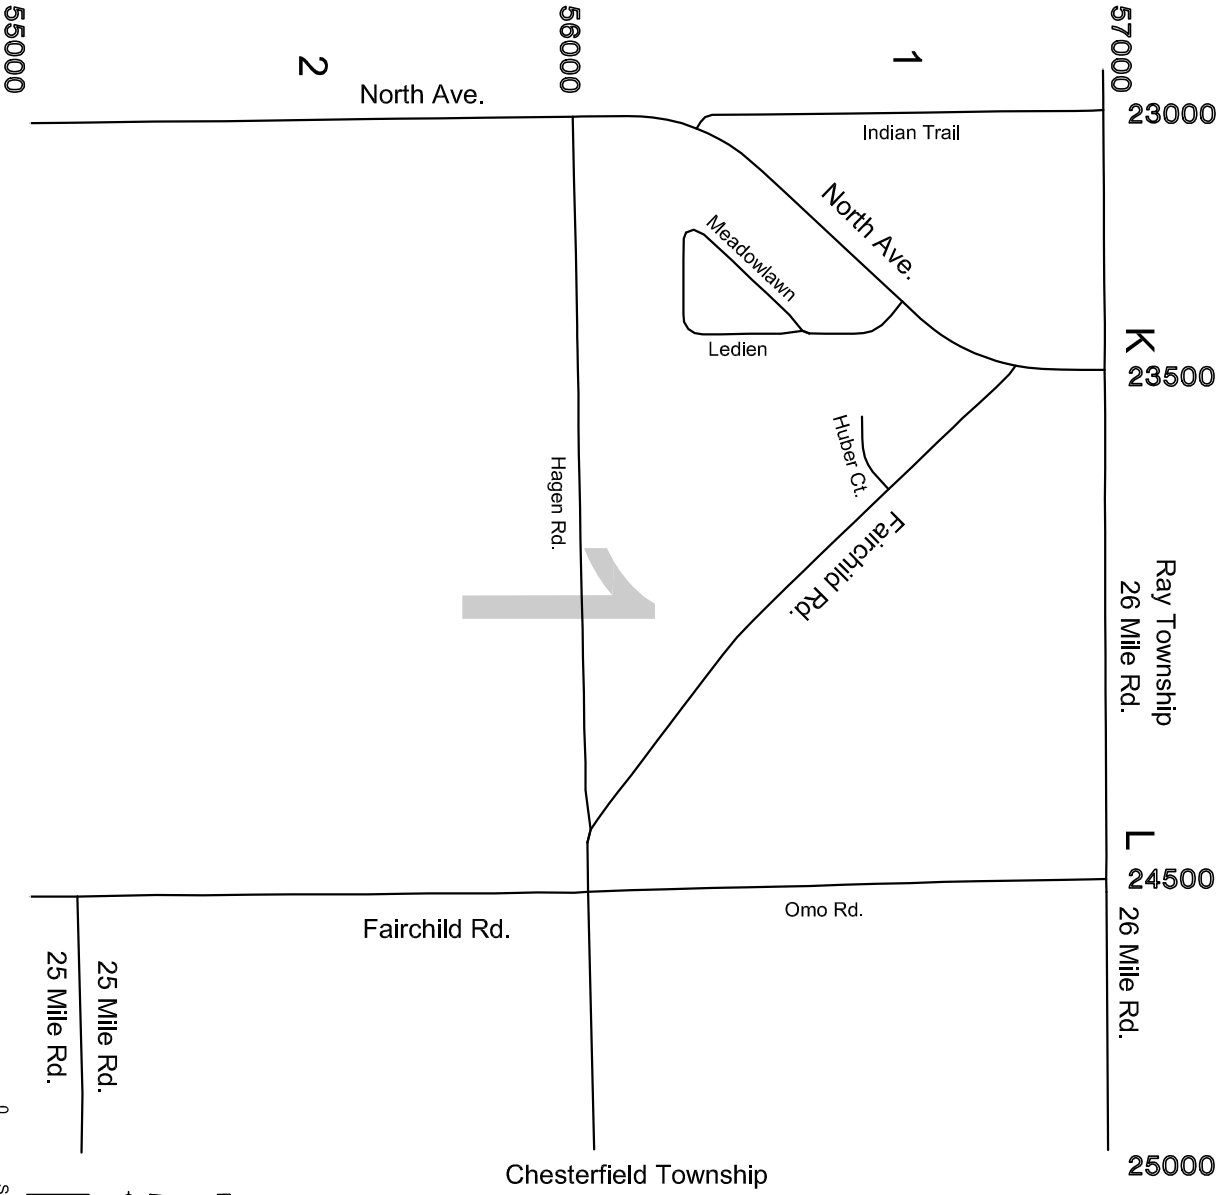 55000
2
North Ave.
56000
1
57000
23000
Indian Trail
North Ave.
Meadowlawn
Ledien
K
23500
Huber Ct.
Hagen Rd.
1
Fairchild Rd.
Ray Township
26 Mile Rd.
L
24500
Omo Rd.
Fairchild Rd.
26 Mile Rd.
25 Mile Rd.
25 Mile Rd.
0
25000
Chesterfield Township